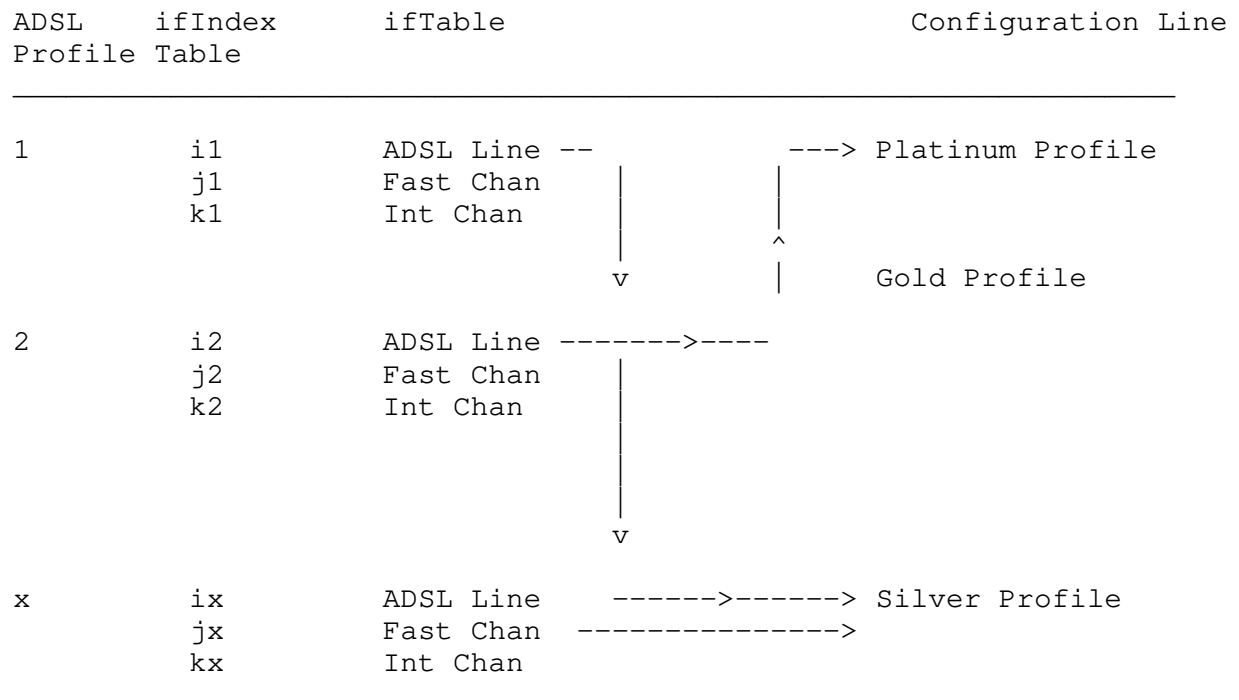 ADSL ifIndex ifTable Configuration Line
Profile Table
1 i1 ADSL Line -- ---> Platinum Profile
j1 Fast Chan | |
k1 Int Chan | |
| ^
v | Gold Profile
2 i2 ADSL Line ------->----
j2 Fast Chan |
k2 Int Chan |
|
|
|
v
x ix ADSL Line ------>------> Silver Profile
jx Fast Chan --------------->
kx Int Chan